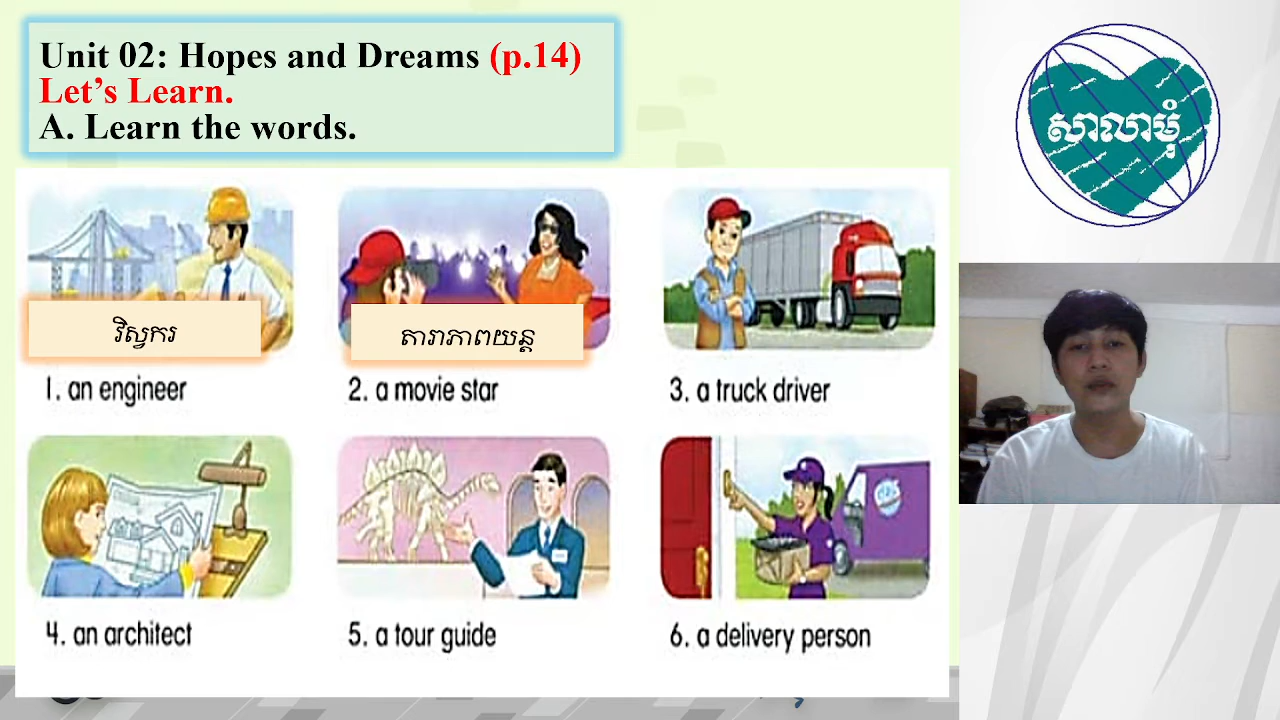 Unit 02: Hopes and Dreams (p.14)
Let’s Learn.
A. Learn the words.
សាលាមុំ
វិស្វករ
តារាភាពយន្ត
1. an engineer
2. a movie star
3. a truck driver
4. an architect
5. a tour guide
6. a delivery person